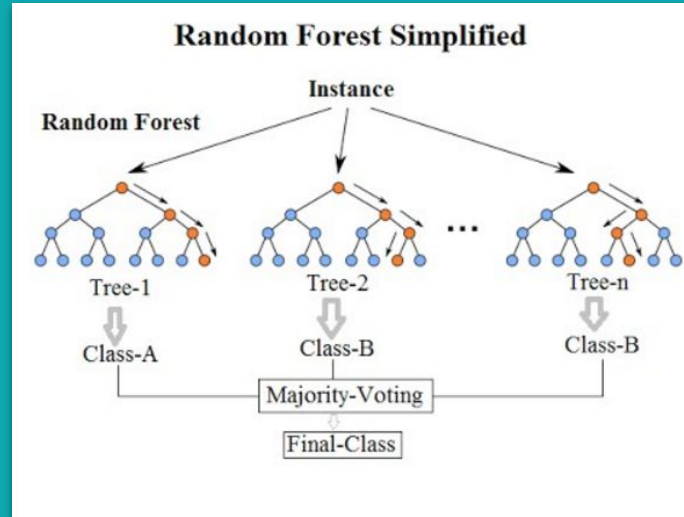 Random Forest Simplified
Instance
Random Forest
...
Tree-1
Tree-2
Tree-n
Class-A
Class-B
Class-B
Majority-Voting
Final-Class